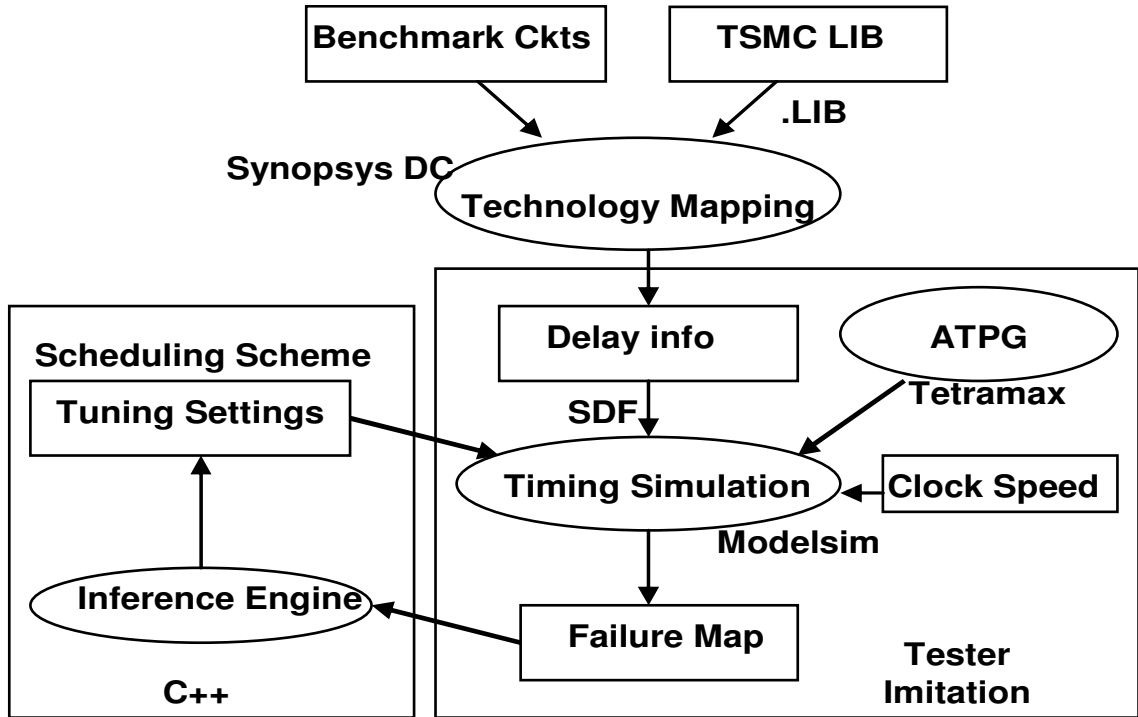 Benchmark Ckts
TSMC LIB
.LIB
Synopsys DC
Technology Mapping
Delay info
ATPG
Scheduling Scheme
Tetramax
Tuning Settings
SDF
Timing Simulation
Clock Speed
Modelsim
Inference Engine
Failure Map
Tester
Imitation
C++